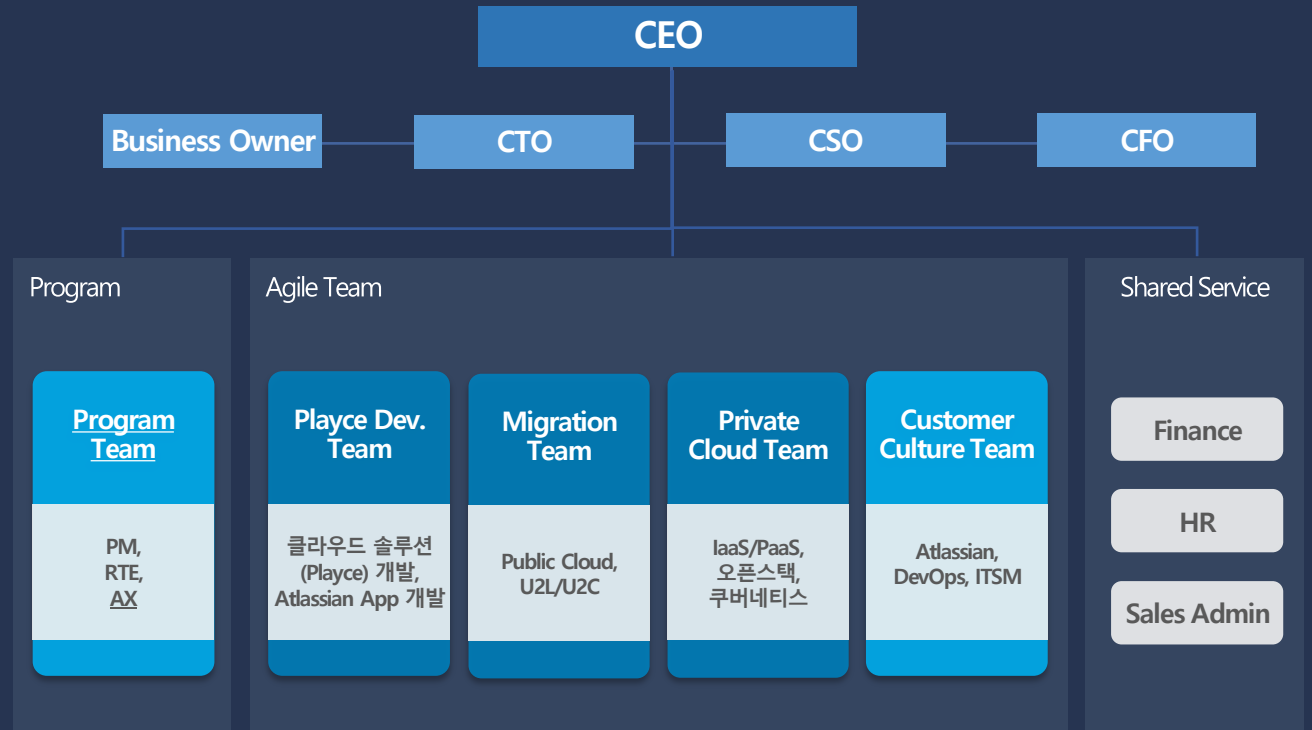 CEO
Business Owner
CTO
CSO
CFO
Program
Agile Team
Shared Service
Program
Team
PM,
RTE,
AX
Playce Dev.
Team
클라우드 솔루션
(Playce) 개발,
Atlassian App 개발
Migration
Team
Public Cloud,
U2L/U2C
Private
Cloud Team
IaaS/PaaS,
오픈스택,
쿠버네티스
Customer
Culture Team
Atlassian,
DevOps, ITSM
Finance
HR
Sales Admin